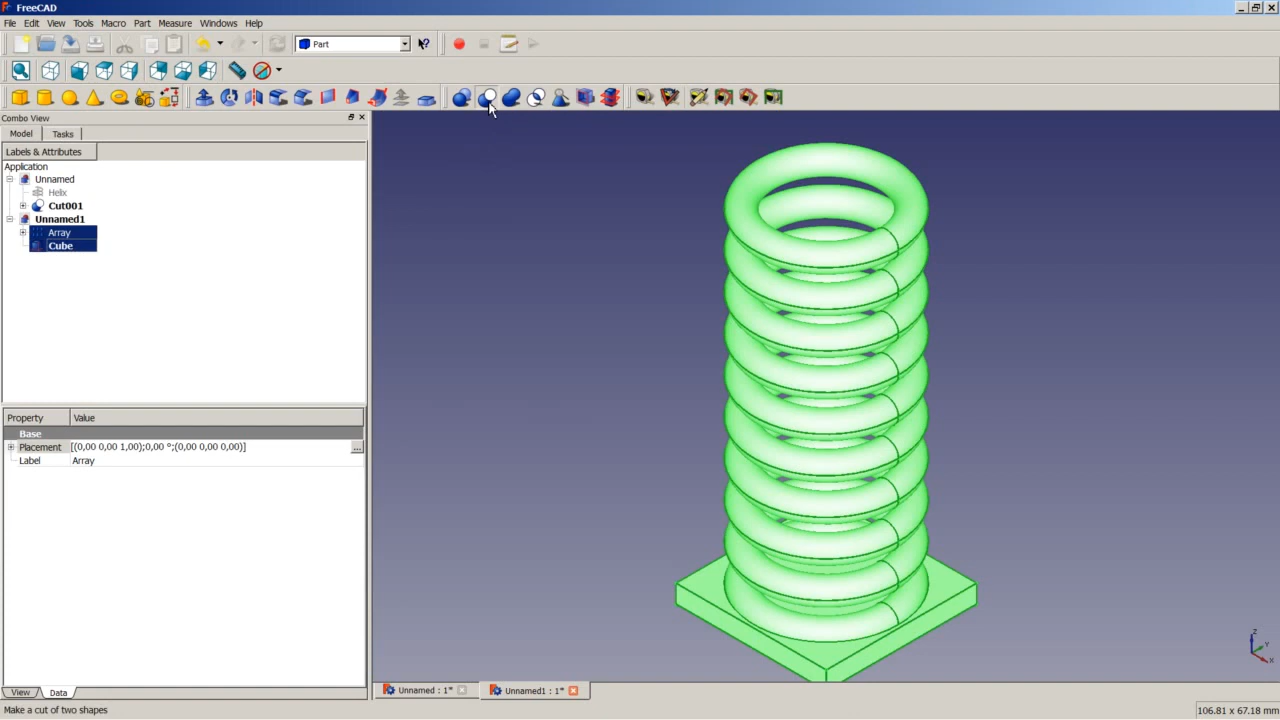 FreeCAD
File Edit View Tools Macro Part Measure Windows Help
Part
Combo View
Model Tasks
Labels & Attributes
Application
Unnamed
Helix
Cut001
Unnamed1
Array
Cube
Property Value
Base
Placement [(0,00 0,00 1,00);0,00 °;(0,00 0,00 0,00)]
...
Label Array
Z
Y
X
View Data
Unnamed : 1* Unnamed1 : 1*
Make a cut of two shapes 106.81 x 67.18 mm